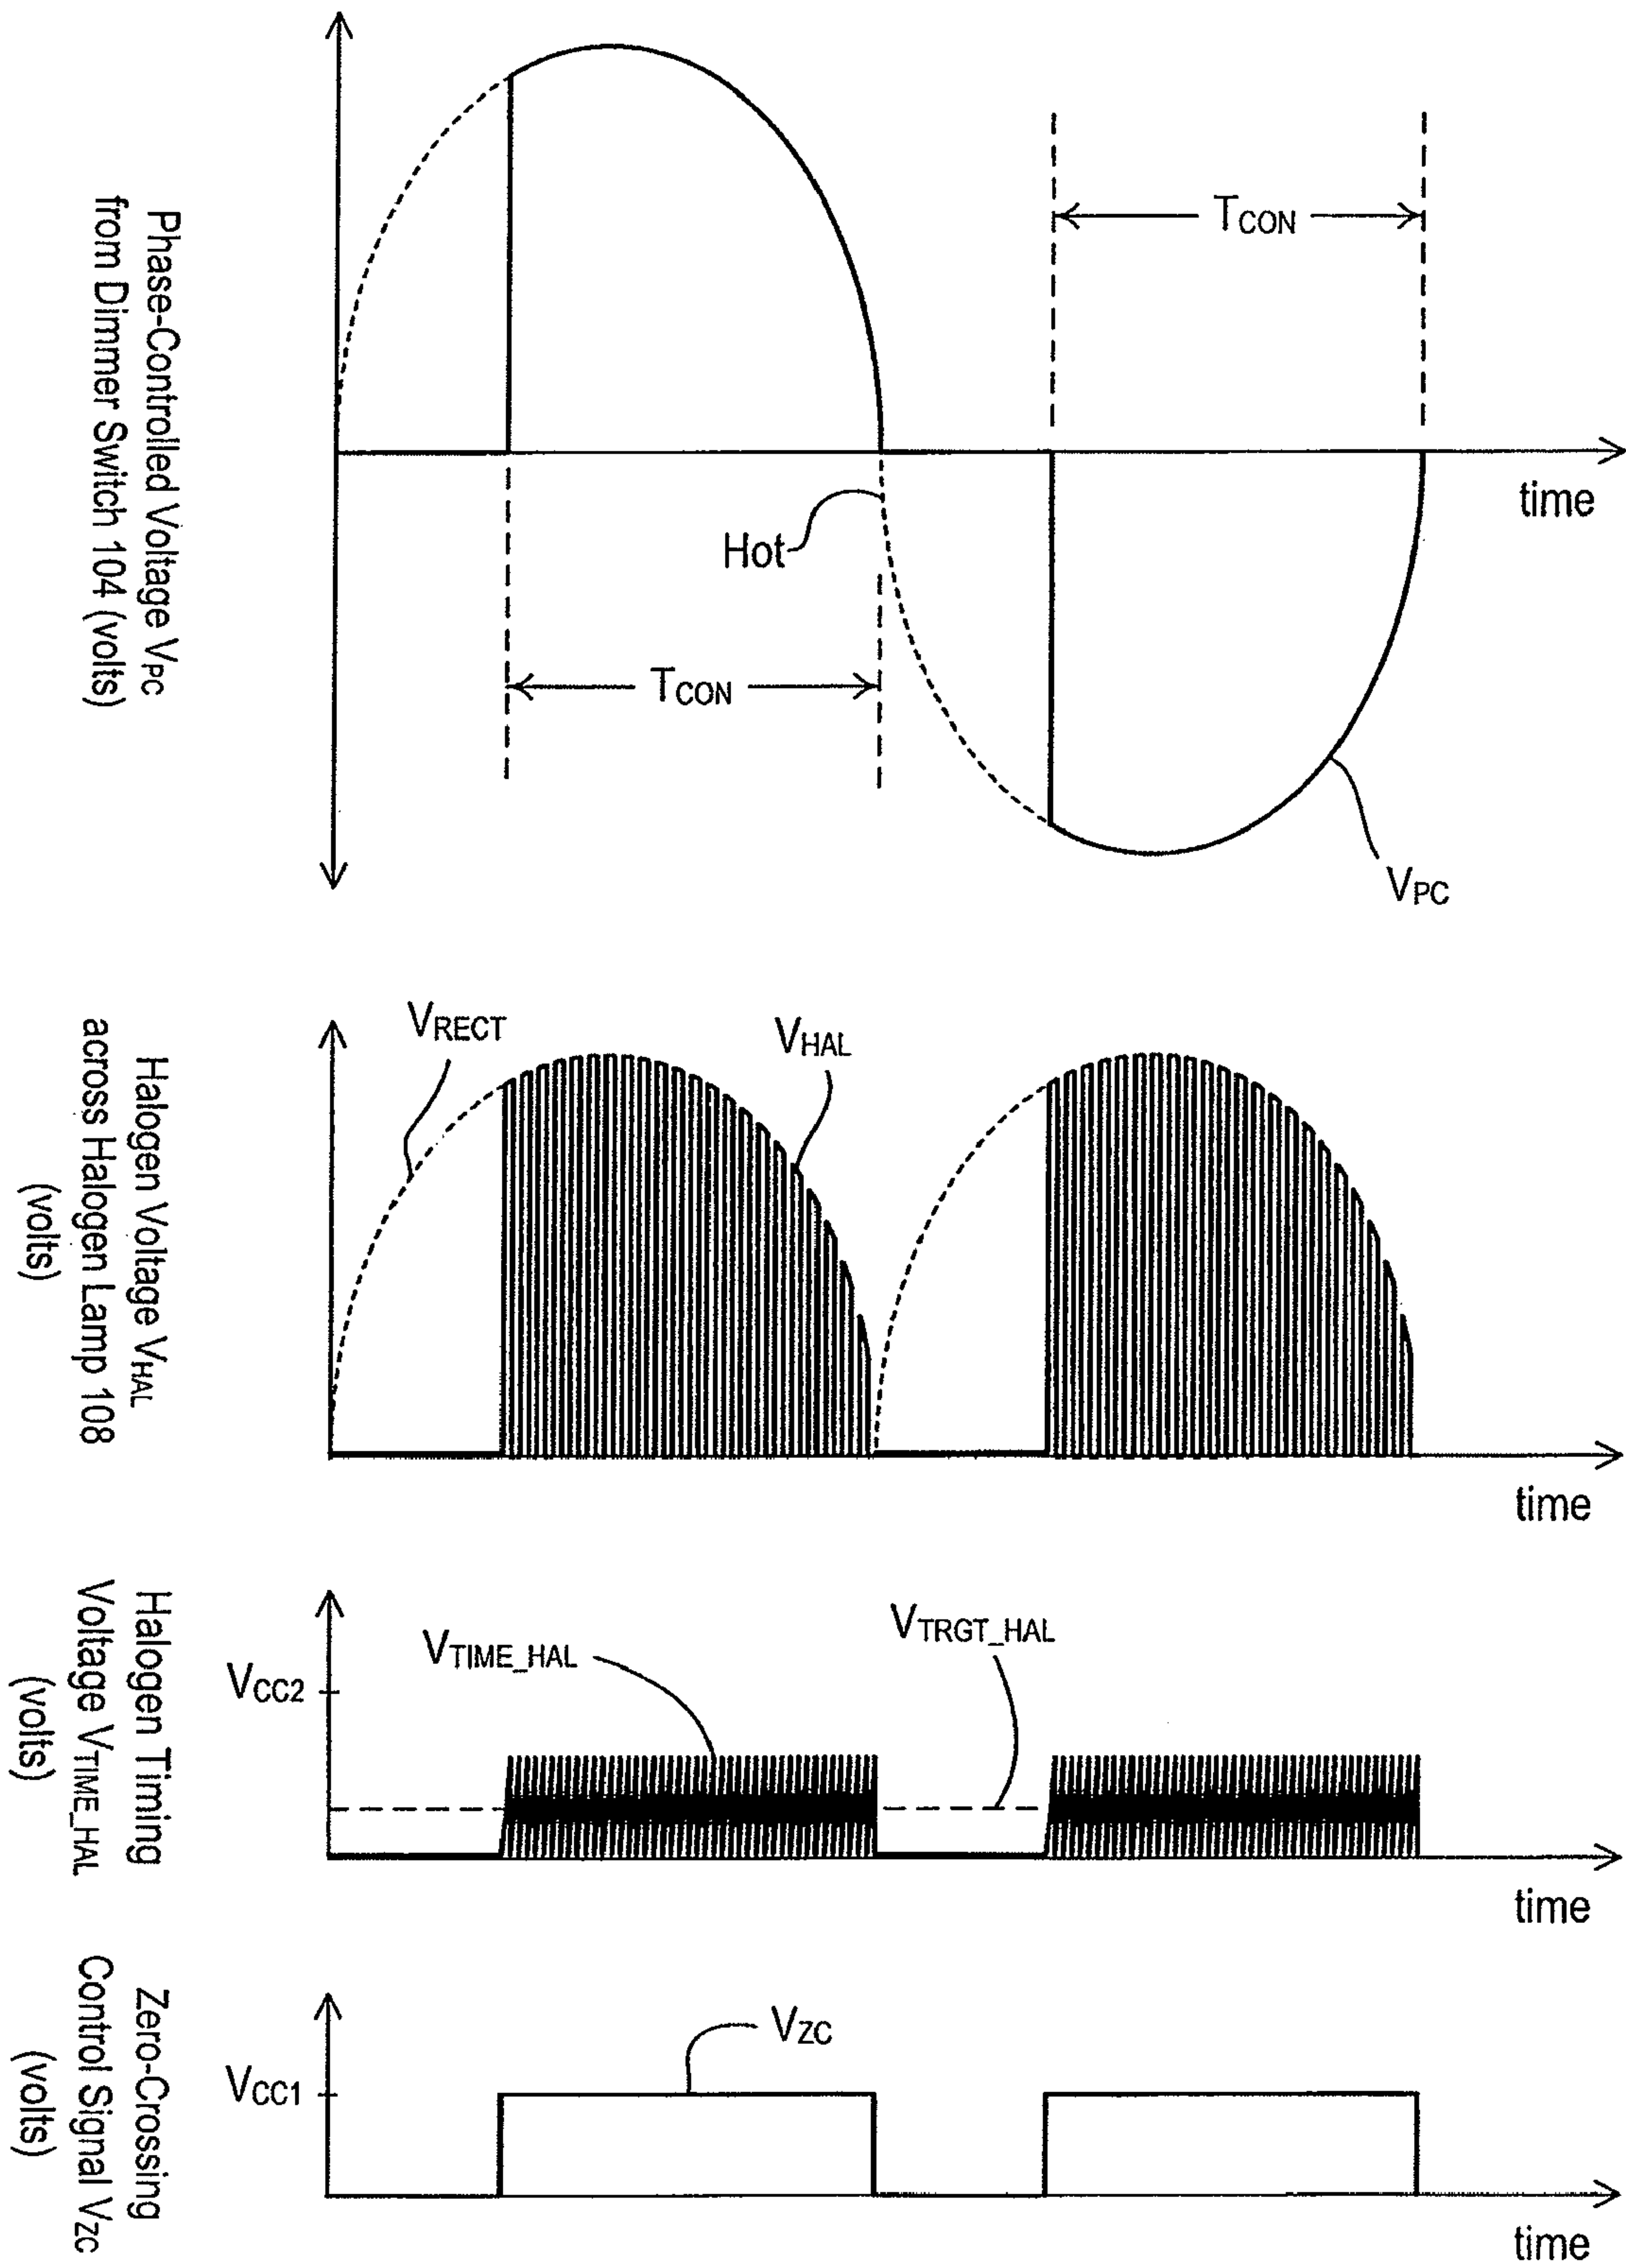 Phase-Controlled Voltage VPC
from Dimmer Switch 104 (volts)
TCON
time
Hot
TCON
VPC
Halogen Voltage VHAL
across Halogen Lamp 108
(volts)
VRECT
VHAL
time
Halogen Timing
Voltage VTIME_HAL
(volts)
VCC2
VTIME_HAL
VTRGT_HAL
time
Zero-Crossing
Control Signal VZC
(volts)
VCC1
VZC
time